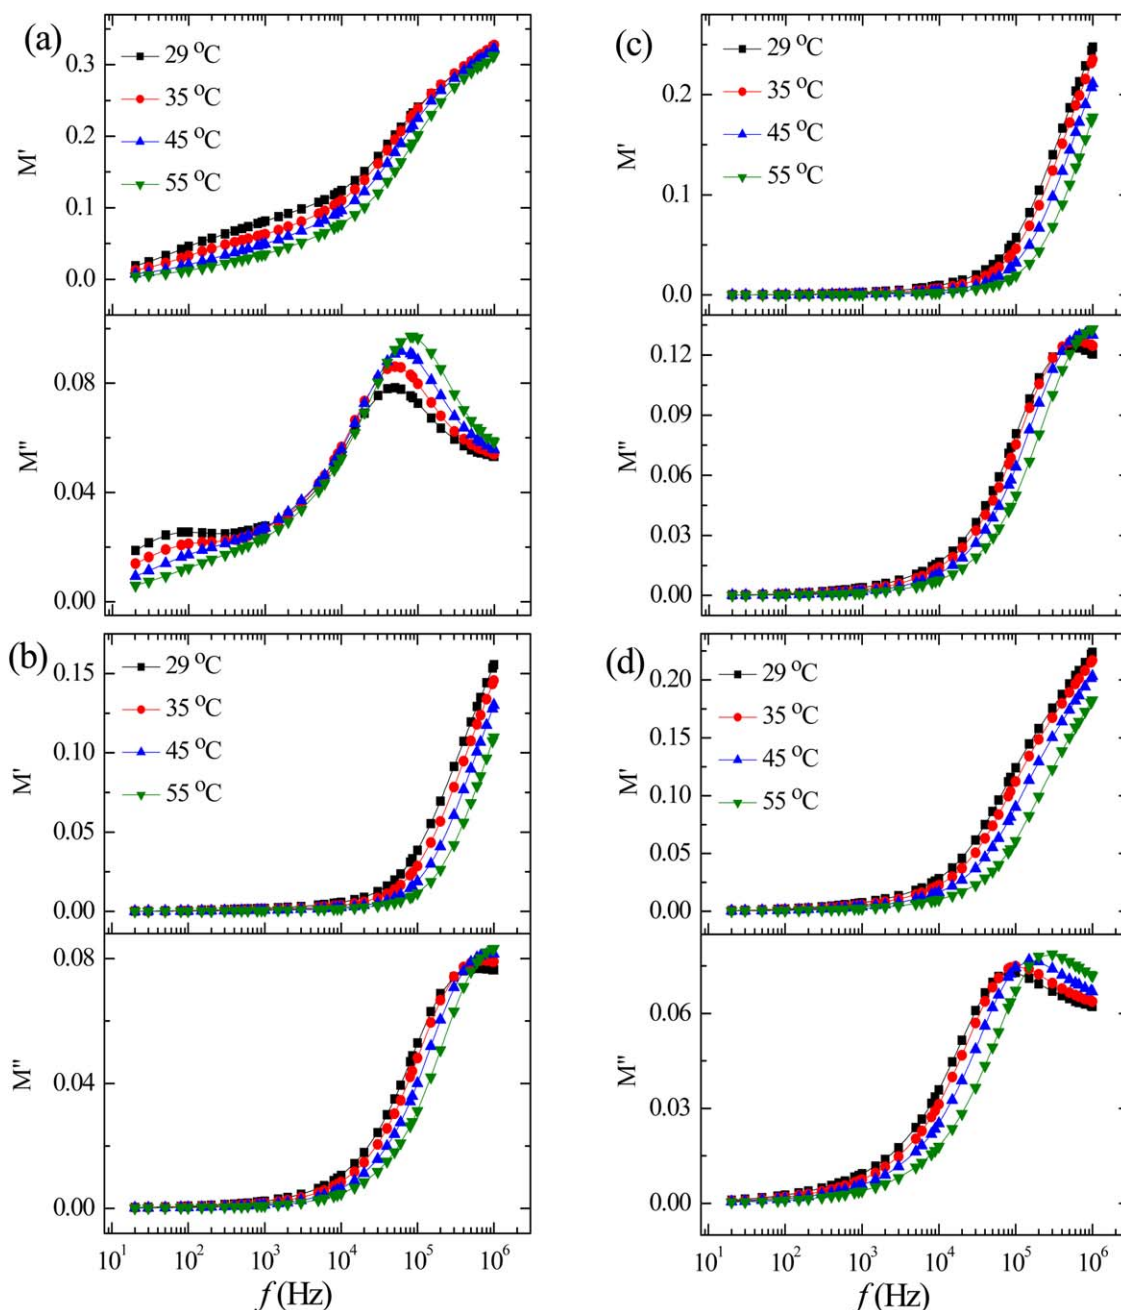 (a)
29 °C
35 °C
45 °C
55 °C
M'
0.3
0.2
0.1
0.0
M"
0.08
0.04
0.00
(b)
29 °C
35 °C
45 °C
55 °C
M'
0.15
0.10
0.05
0.00
M"
0.08
0.04
0.00
10¹ 10² 10³ 10⁴ 10⁵ 10⁶
f (Hz)
(c)
29 °C
35 °C
45 °C
55 °C
M'
0.2
0.1
0.0
M"
0.12
0.09
0.06
0.03
0.00
(d)
29 °C
35 °C
45 °C
55 °C
M'
0.20
0.15
0.10
0.05
0.00
M"
0.06
0.03
0.00
10¹ 10² 10³ 10⁴ 10⁵ 10⁶
f (Hz)